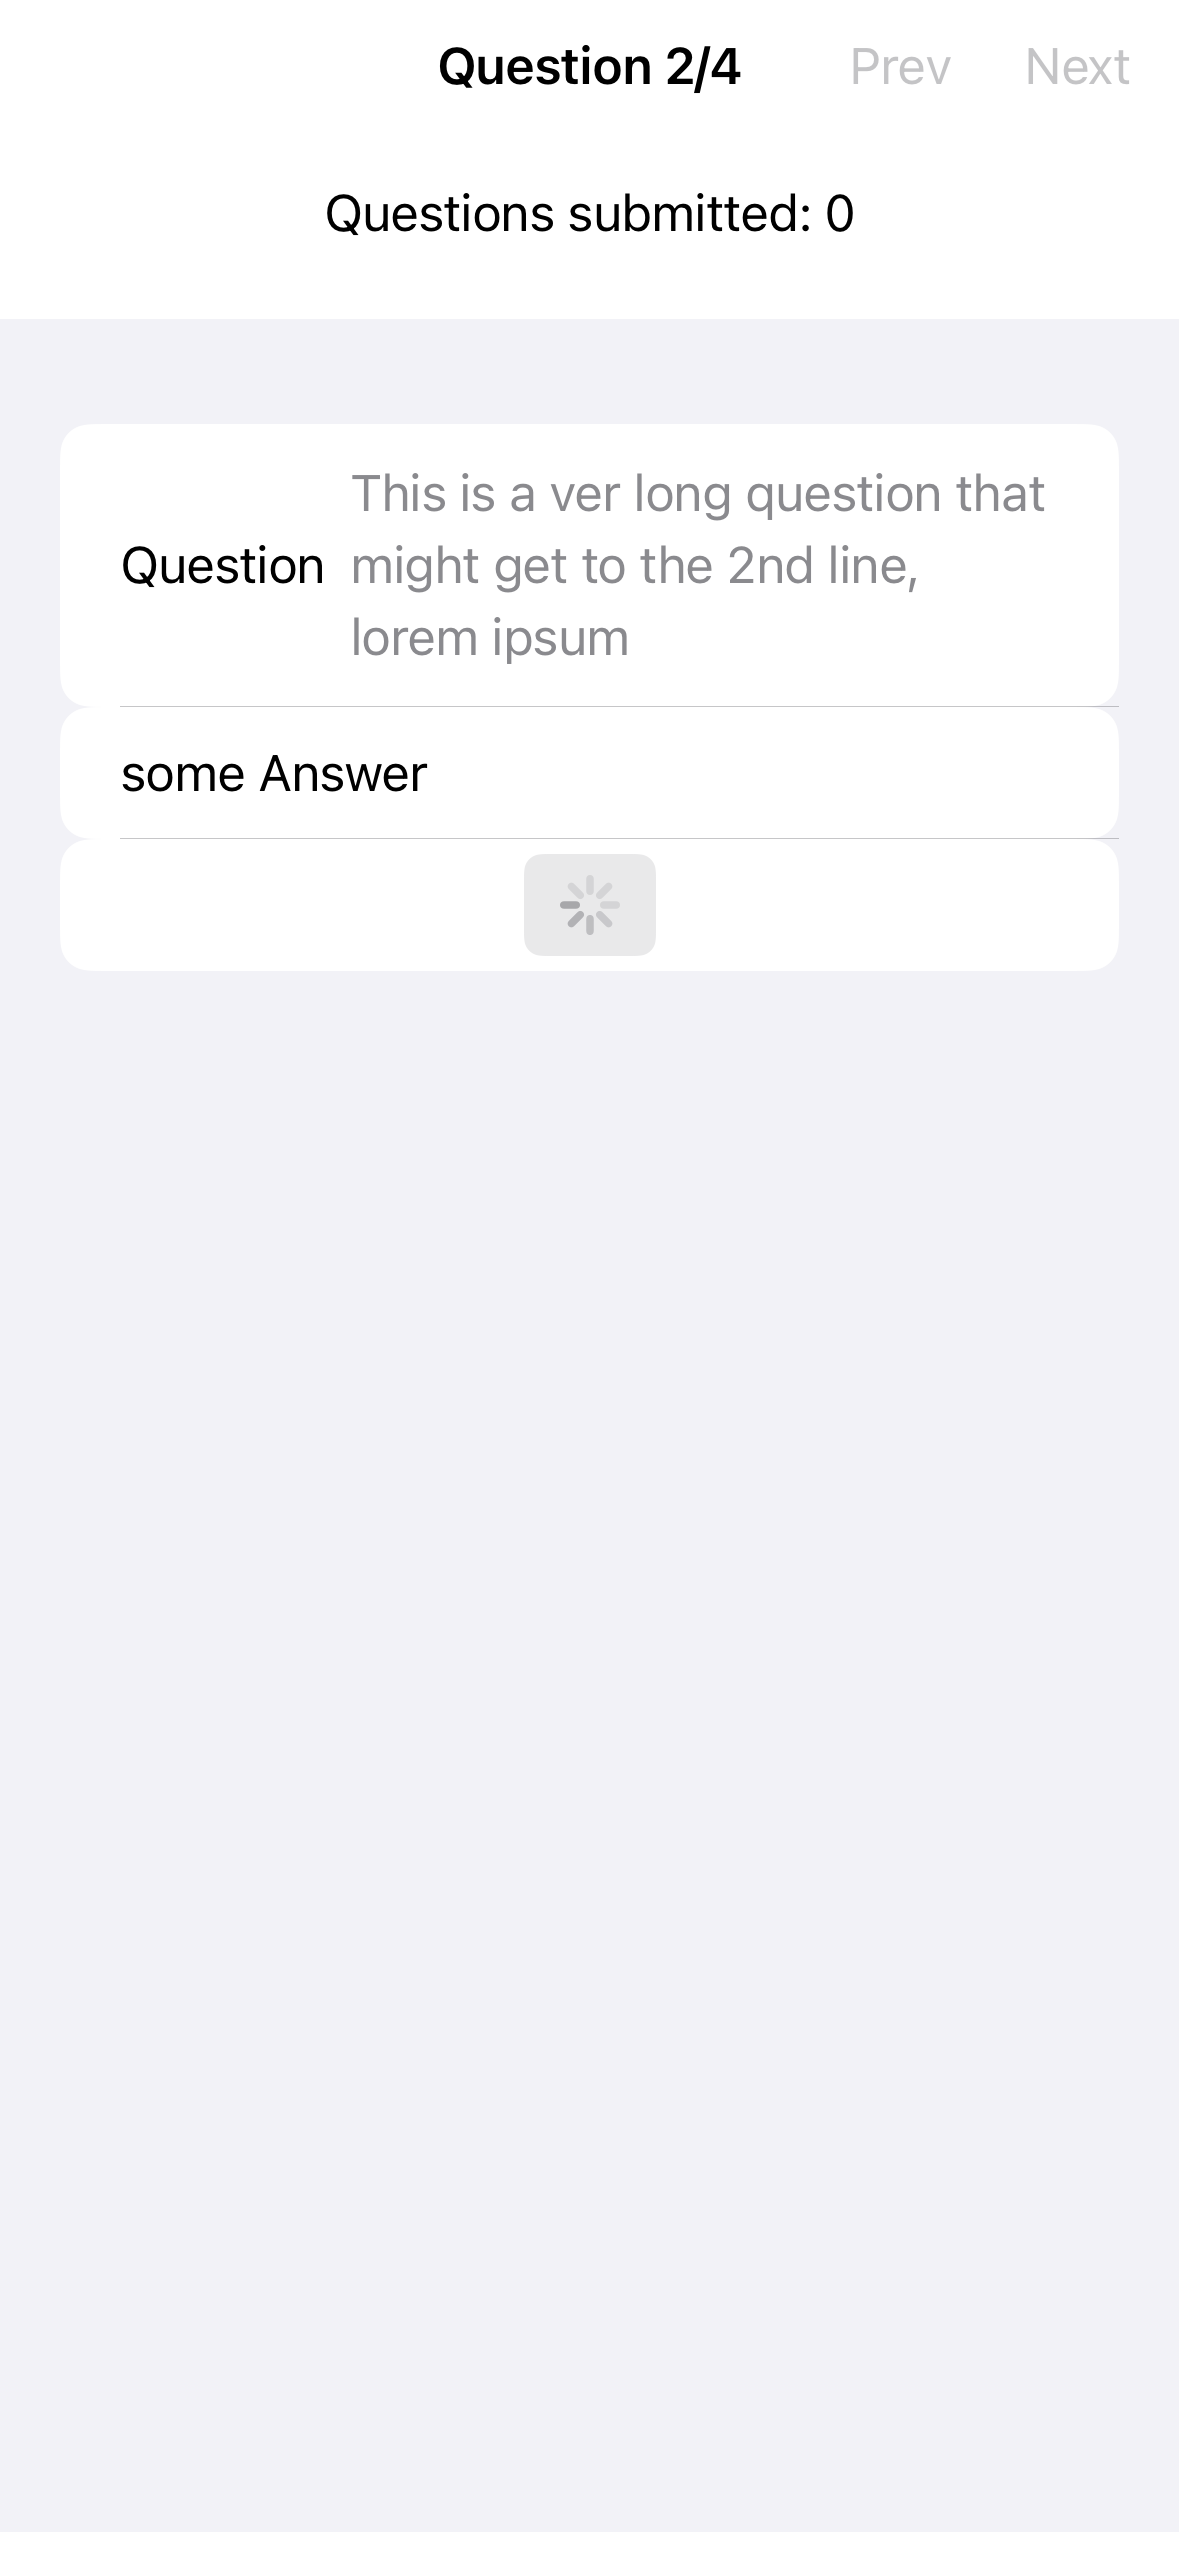 Question 2/4 Prev Next
Questions submitted: 0
This is a ver long question that
Question might get to the 2nd line,
lorem ipsum
some Answer